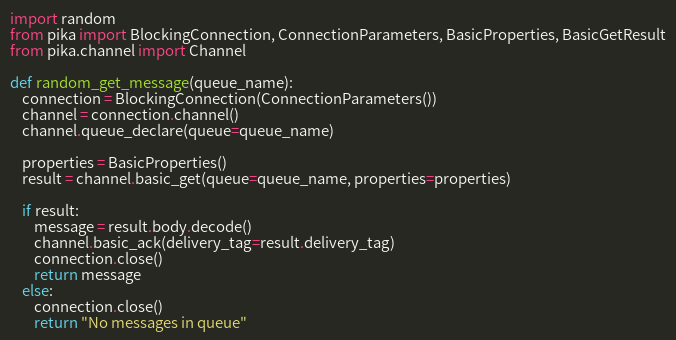 import random
from pika import BlockingConnection, ConnectionParameters, BasicProperties, BasicGetResult
from pika.channel import Channel

def random_get_message(queue_name):
    connection = BlockingConnection(ConnectionParameters())
    channel = connection.channel()
    channel.queue_declare(queue=queue_name)

    properties = BasicProperties()
    result = channel.basic_get(queue=queue_name, properties=properties)

    if result:
        message = result.body.decode()
        channel.basic_ack(delivery_tag=result.delivery_tag)
        connection.close()
        return message
    else:
        connection.close()
        return "No messages in queue"